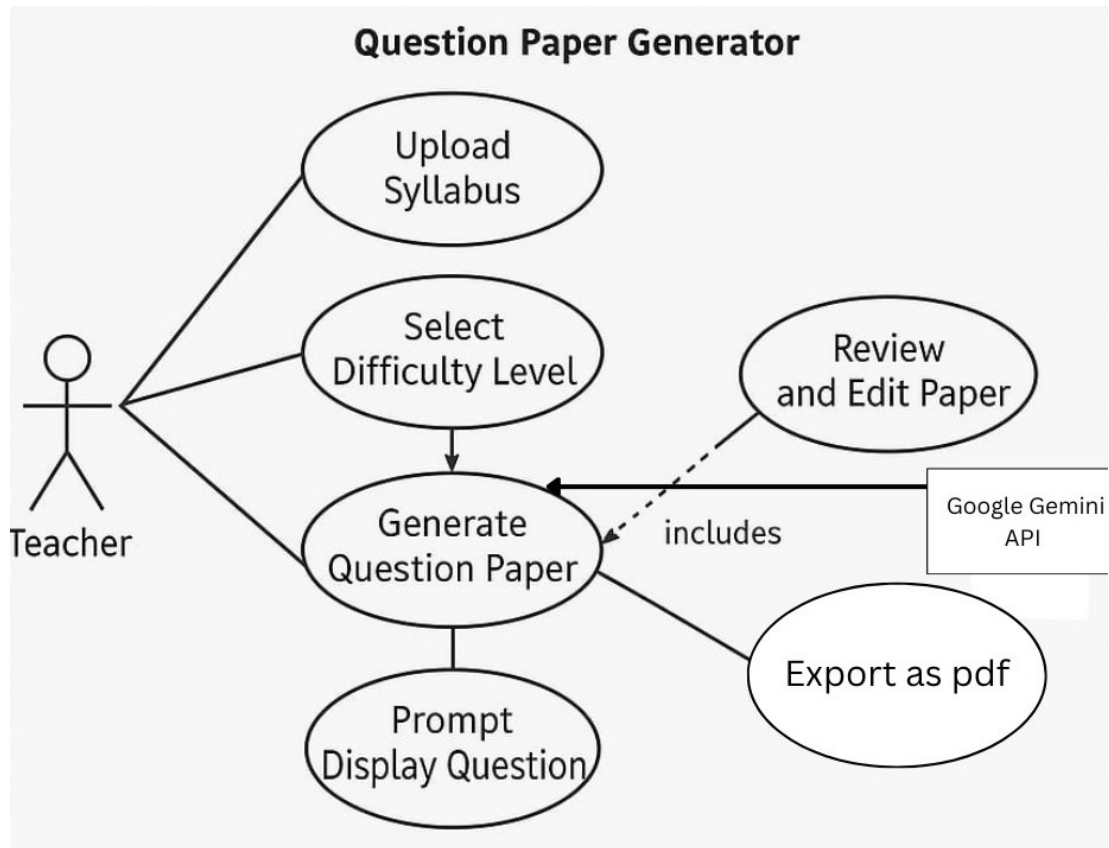 Question Paper Generator
Upload
Syllabus
Select
Difficulty Level
Review
and Edit Paper
Generate
Question Paper
includes
Google Gemini
API
Teacher
Export as pdf
Prompt
Display Question